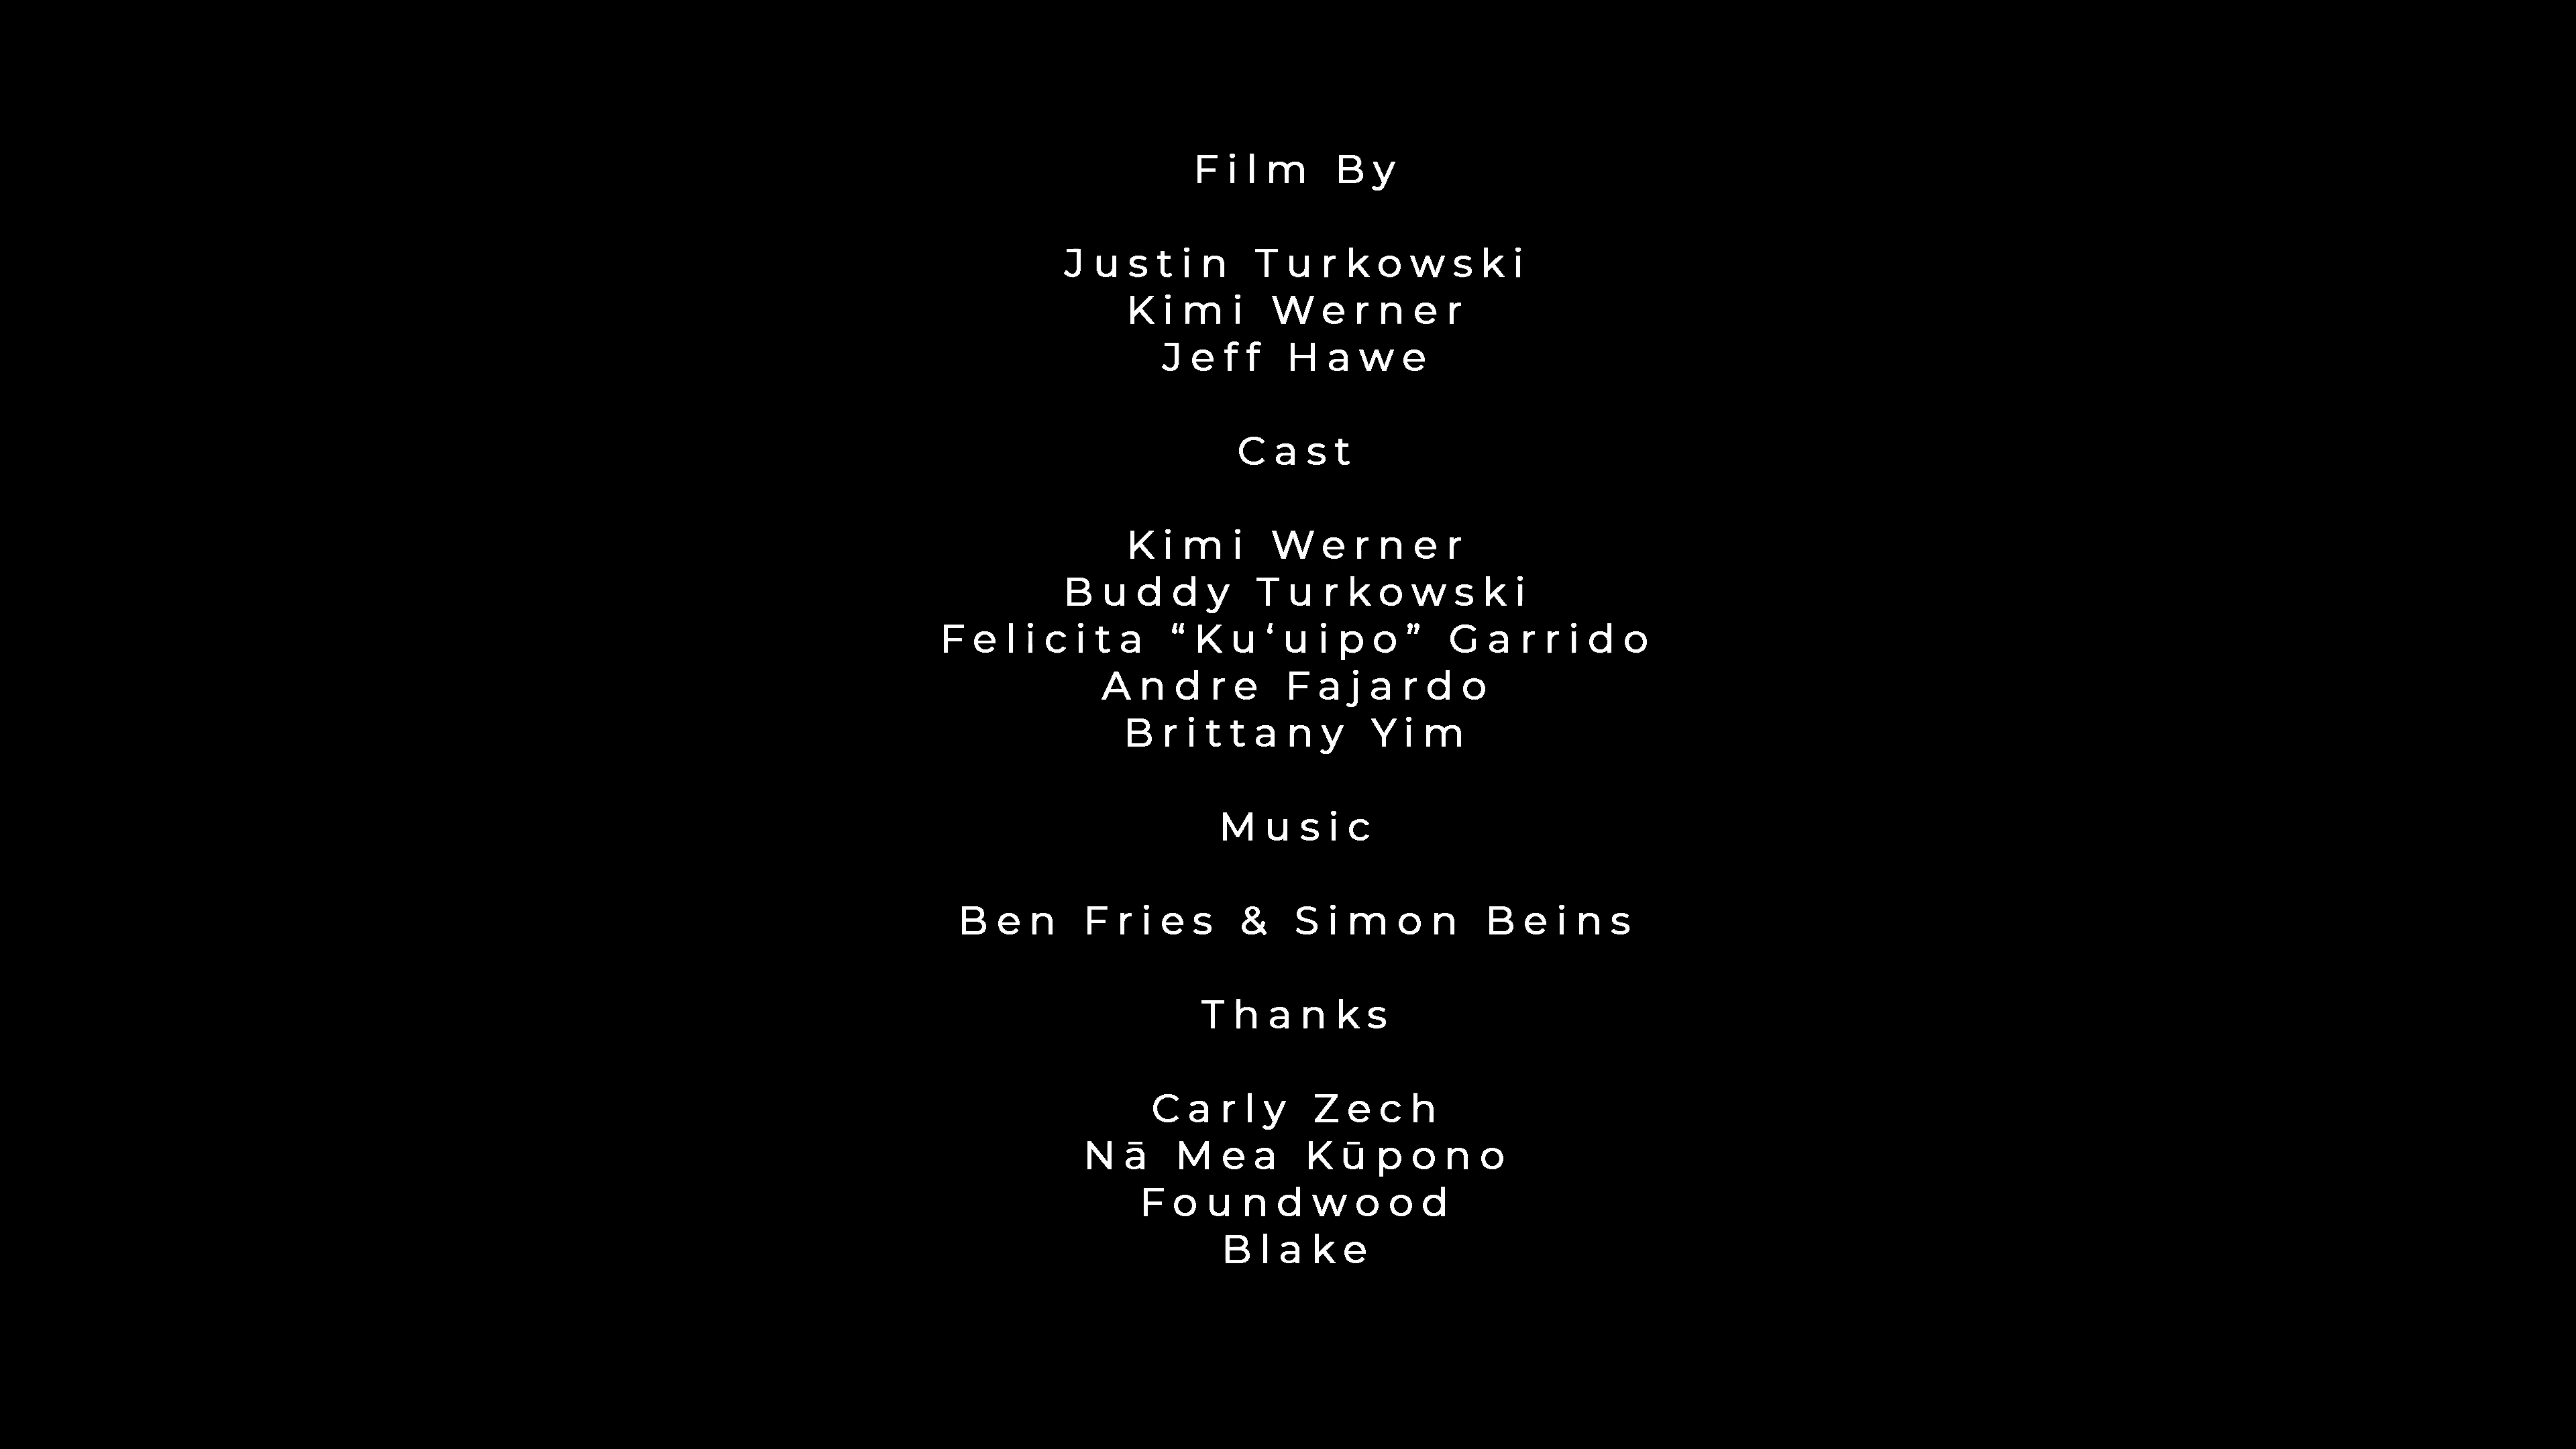 Film By
Justin Turkowski
Kimi Werner
Jeff Hawe
Cast
Kimi Werner
Buddy Turkowski
Felicita “Ku‘uipo” Garrido
Andre Fajardo
Brittany Yim
Music
Ben Fries & Simon Beins
Thanks
Carly Zech
Nā Mea Kūpono
Foundwood
Blake